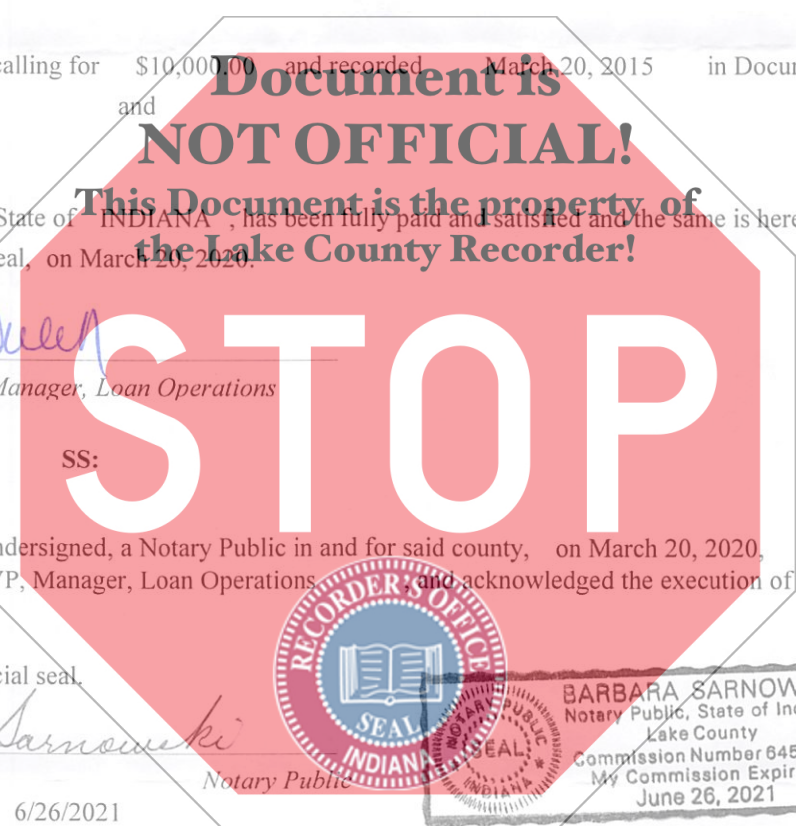 calling for $10,000.00 and recorded March 20, 2015 in Docu
and
Document is
NOT OFFICIAL!
This Document is the property of
the Lake County Recorder!
State of INDIANA , has been fully paid and satisfied and the same is here
eal, on March 20, 2020.
STOP
Manager, Loan Operations
SS:
ndersigned, a Notary Public in and for said county, on March 20, 2020,
VP, Manager, Loan Operations , and acknowledged the execution of
RECORDER'S OFFICE
SEAL
INDIANA
cial seal.
Sarnowski
Notary Public
6/26/2021
NOTARY PUBLIC
SEAL
INDIANA
BARBARA SARNOW
Notary Public, State of Ind
Lake County
Commission Number 645
My Commission Expir
June 26, 2021